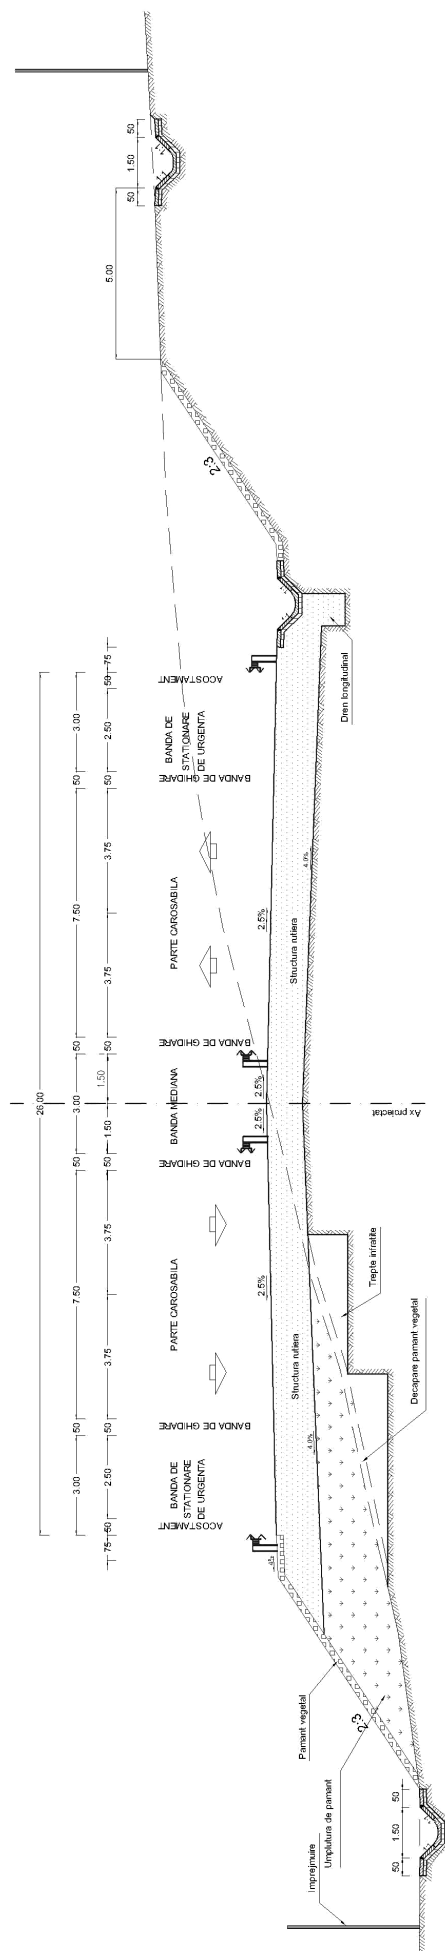 26.00
3.00 50 7.50 50 3.00 50 7.50 50 3.00
75 50 2.50 50 3.75 3.75 50 1.50 1.50 50 3.75 3.75 50 2.50 50 75
5.00
50 1.50 50
ACOSTAMENT
BANDA DE
STATIONARE
DE URGENTA
BANDA DE GHIDARE
PARTE CAROSABILA
BANDA DE GHIDARE
BANDA MEDIANA
BANDA DE GHIDARE
PARTE CAROSABILA
BANDA DE GHIDARE
BANDA DE
STATIONARE
DE URGENTA
ACOSTAMENT
2.5% 2.5% 2.5% 2.5%
2:3
Structura rutiera
Structura rutiera
4.0%
4.0%
Dren longitudinal
Pamant vegetal
2:3
Imprejmuire
Umplutura de pamant
Trepte infratite
Decapare pamant vegetal
Ax proiectat
50 1.50 50